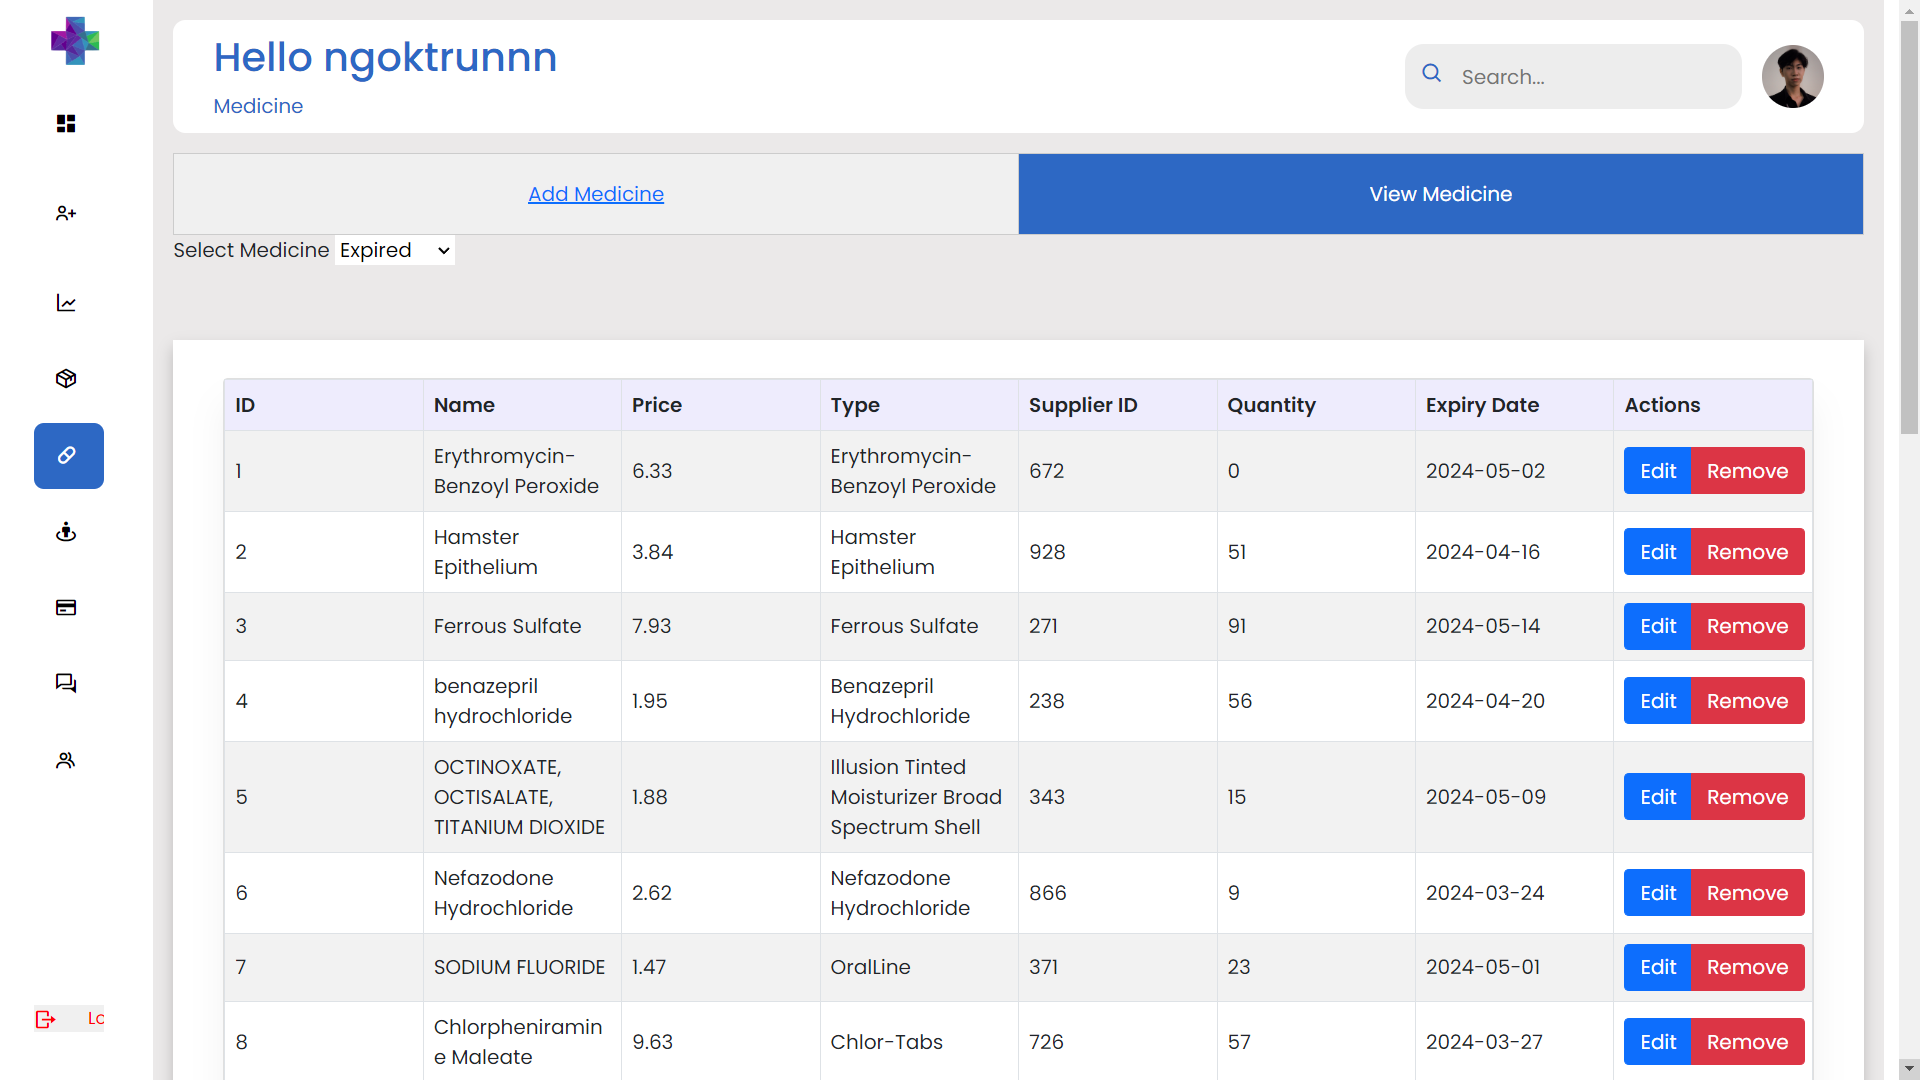 Hello ngoktrunnn
Medicine
Search...
Add Medicine
View Medicine
Select Medicine Expired
ID Name Price Type Supplier ID Quantity Expiry Date Actions
1 Erythromycin-Benzoyl Peroxide 6.33 Erythromycin-Benzoyl Peroxide 672 0 2024-05-02 Edit Remove
2 Hamster Epithelium 3.84 Hamster Epithelium 928 51 2024-04-16 Edit Remove
3 Ferrous Sulfate 7.93 Ferrous Sulfate 271 91 2024-05-14 Edit Remove
4 benazepril hydrochloride 1.95 Benazepril Hydrochloride 238 56 2024-04-20 Edit Remove
5 OCTINOXATE, OCTISALATE, TITANIUM DIOXIDE 1.88 Illusion Tinted Moisturizer Broad Spectrum Shell 343 15 2024-05-09 Edit Remove
6 Nefazodone Hydrochloride 2.62 Nefazodone Hydrochloride 866 9 2024-03-24 Edit Remove
7 SODIUM FLUORIDE 1.47 OralLine 371 23 2024-05-01 Edit Remove
8 Chlorpheniramine Maleate 9.63 Chlor-Tabs 726 57 2024-03-27 Edit Remove
Lo